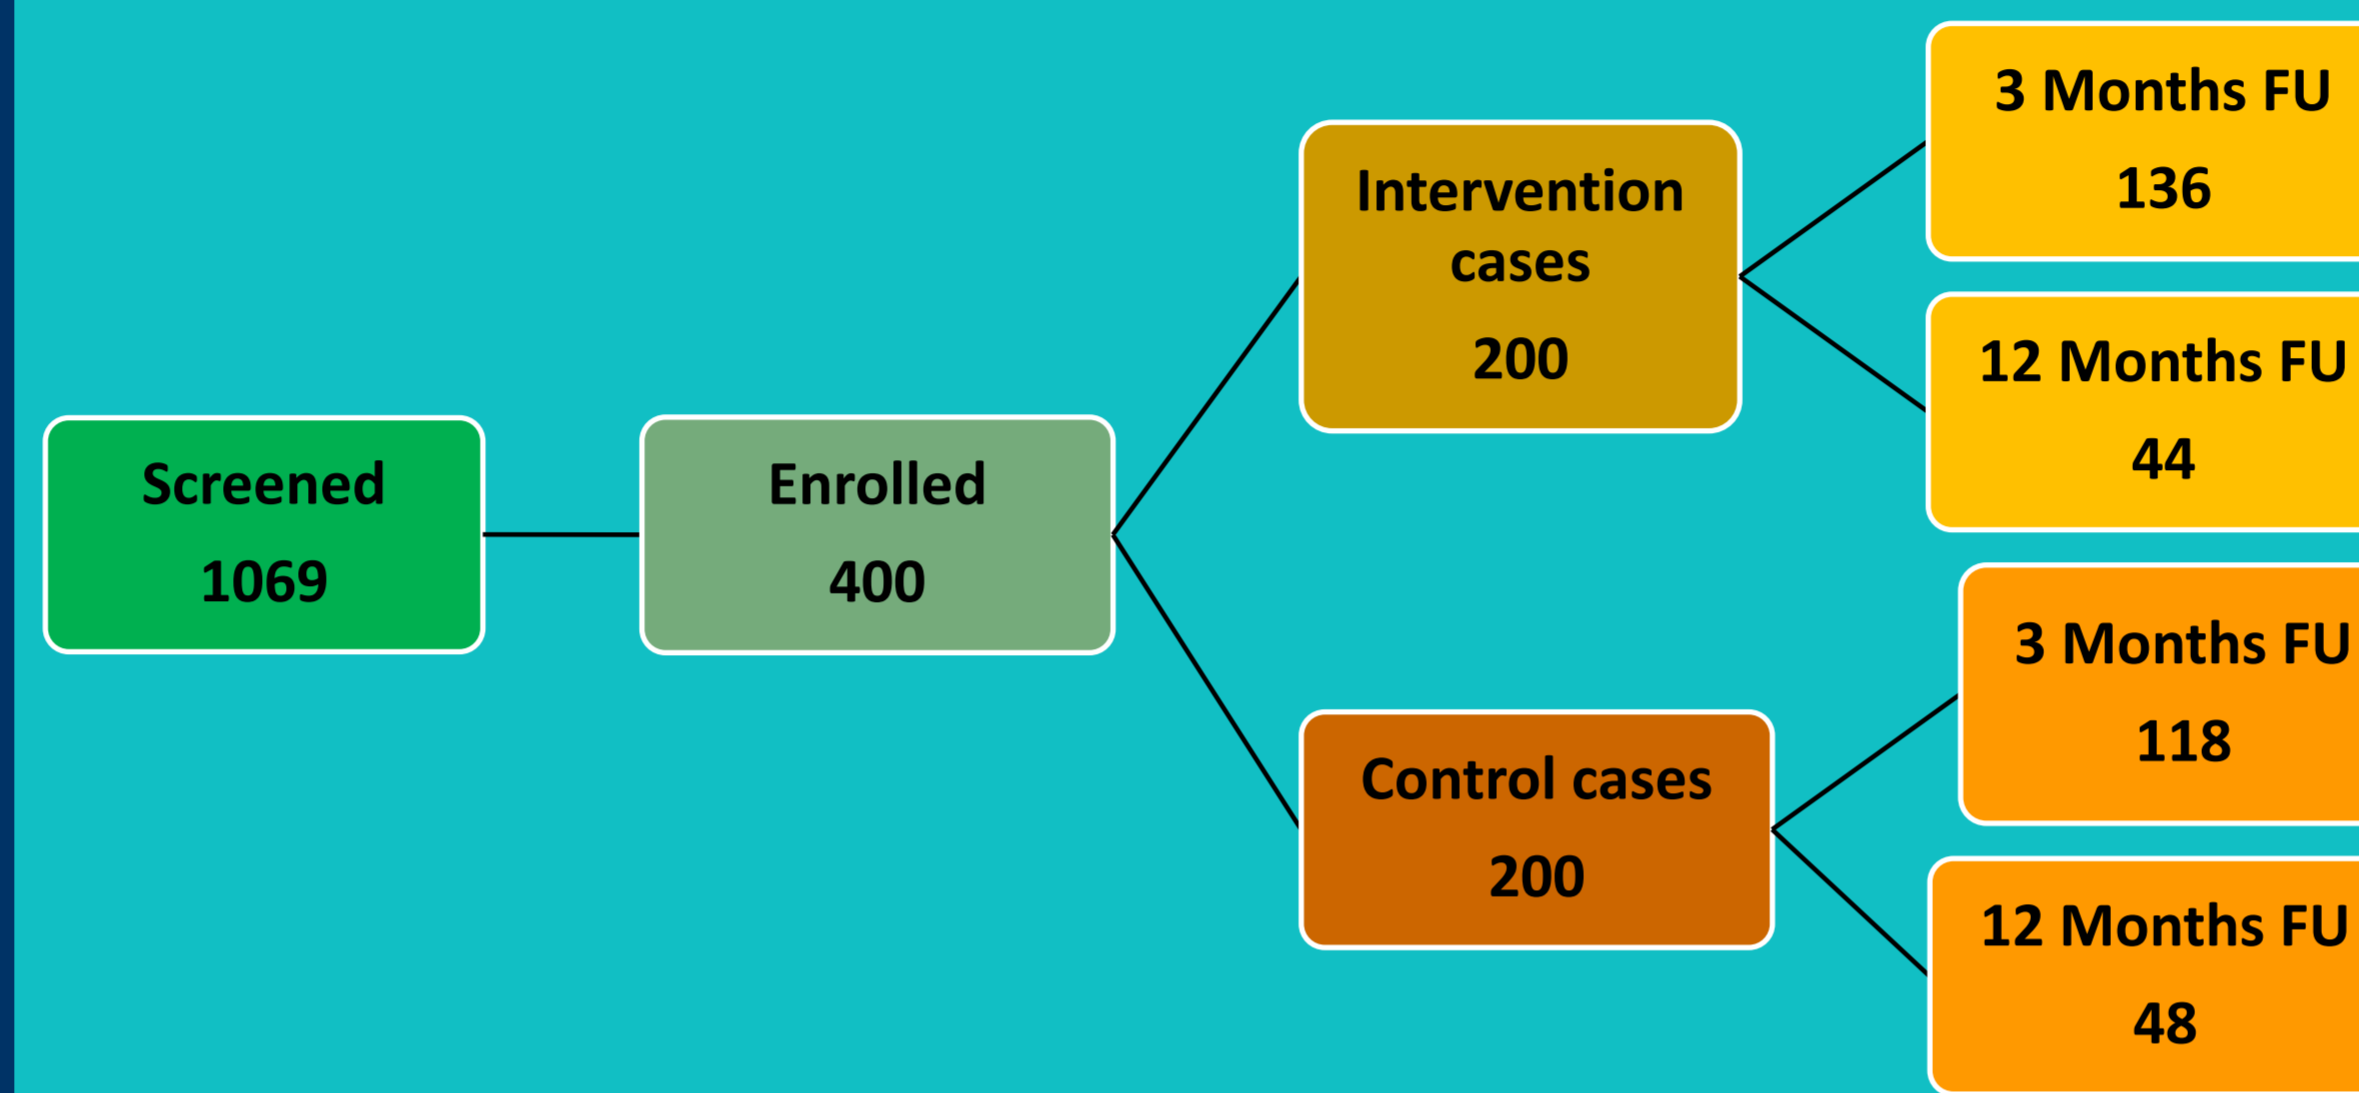 Screened
1069
Enrolled
400
Intervention
cases
200
Control cases
200
3 Months FU
136
12 Months FU
44
3 Months FU
118
12 Months FU
48